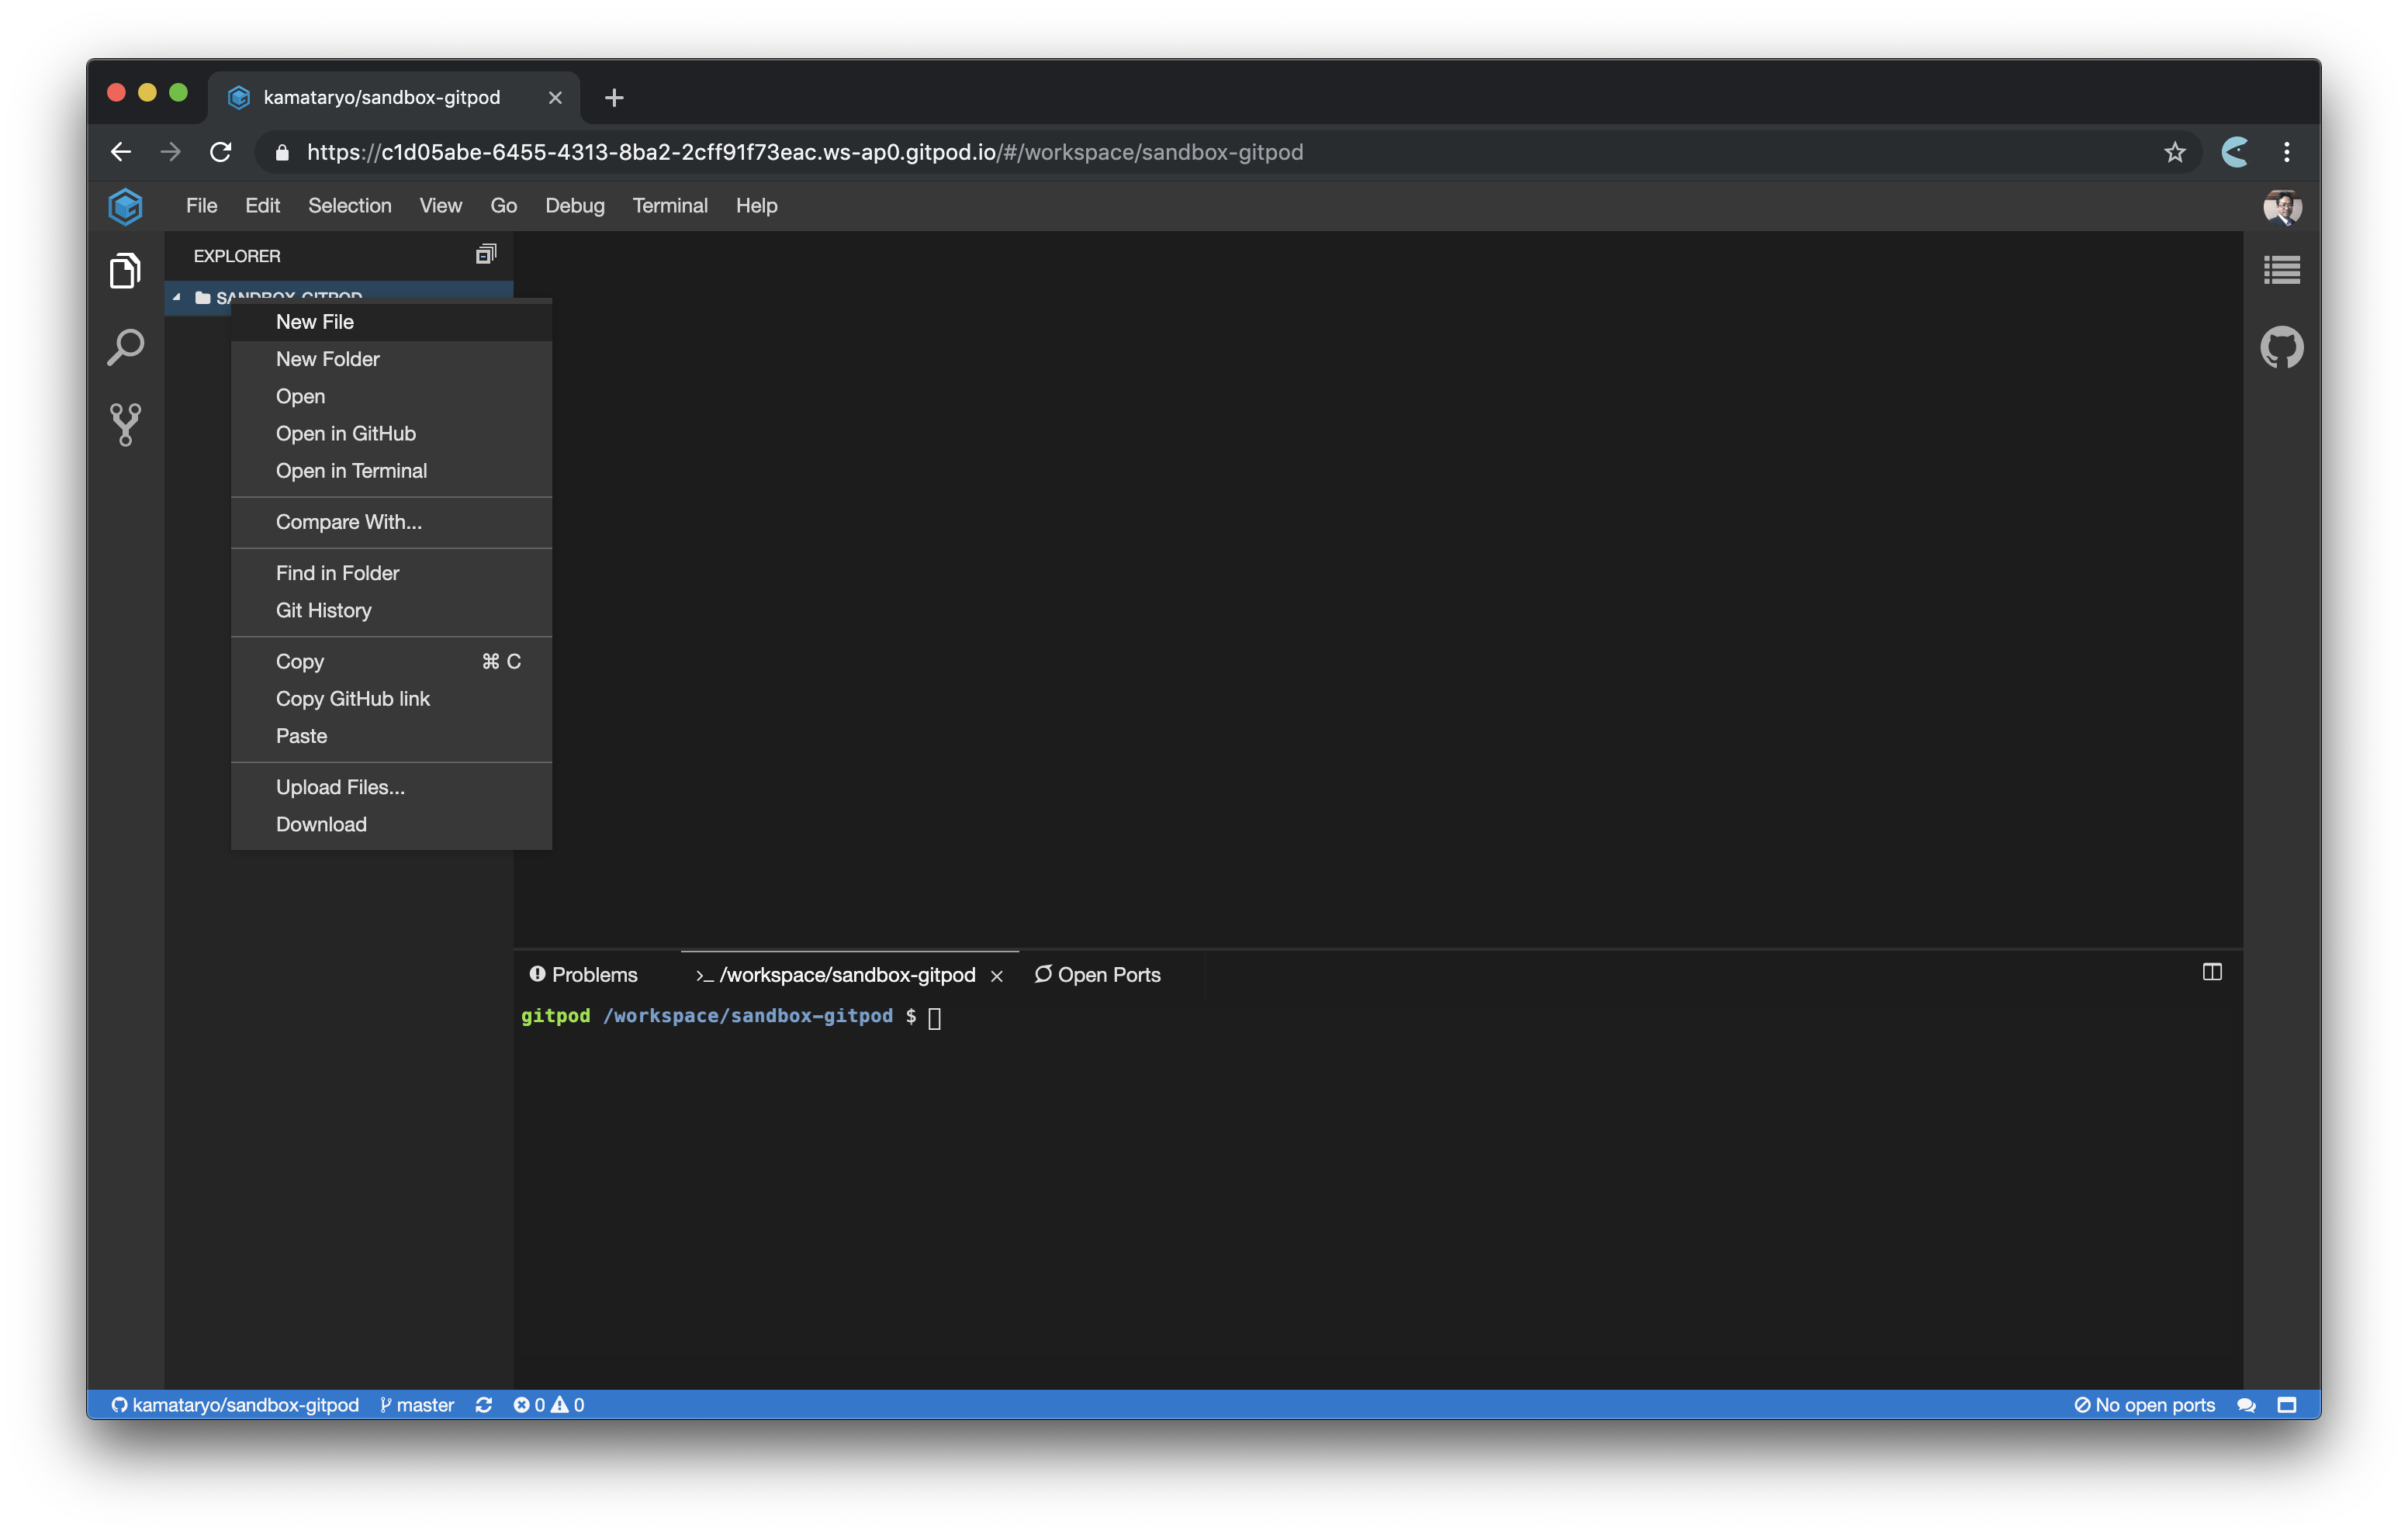 kamataryo/sandbox-gitpod
https://c1d05abe-6455-4313-8ba2-2cff91f73eac.ws-ap0.gitpod.io/#/workspace/sandbox-gitpod
File Edit Selection View Go Debug Terminal Help
EXPLORER
SANDBOX-GITPOD
New File
New Folder
Open
Open in GitHub
Open in Terminal
Compare With...
Find in Folder
Git History
Copy ⌘ C
Copy GitHub link
Paste
Upload Files...
Download
Problems >_ /workspace/sandbox-gitpod Open Ports
gitpod /workspace/sandbox-gitpod $
kamataryo/sandbox-gitpod master 0 0 No open ports